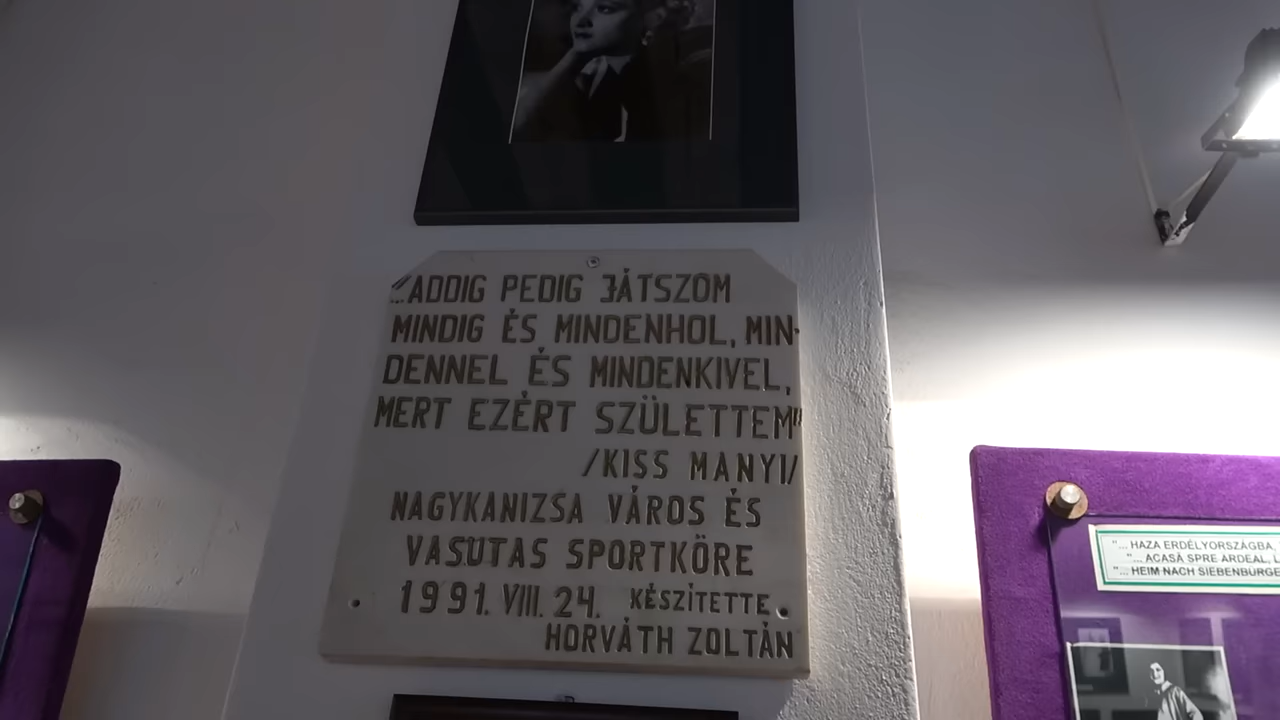 "...ADDIG PEDIG JÁTSZOM
MINDIG ÉS MINDENHOL, MIN-
DENNEL ÉS MINDENKIVEL,
MERT EZÉRT SZÜLETTEM"
/KISS MANYI/
NAGYKANIZSA VÁROS ÉS
VASUTAS SPORTKÖRE
1991. VIII. 24. KÉSZÍTETTE
HORVÁTH ZOLTÁN
"... HAZA ERDÉLYORSZÁGBA,
"... ACASĂ SPRE ARDEAL, L
"... HEIM NACH SIEBENBÜRGE